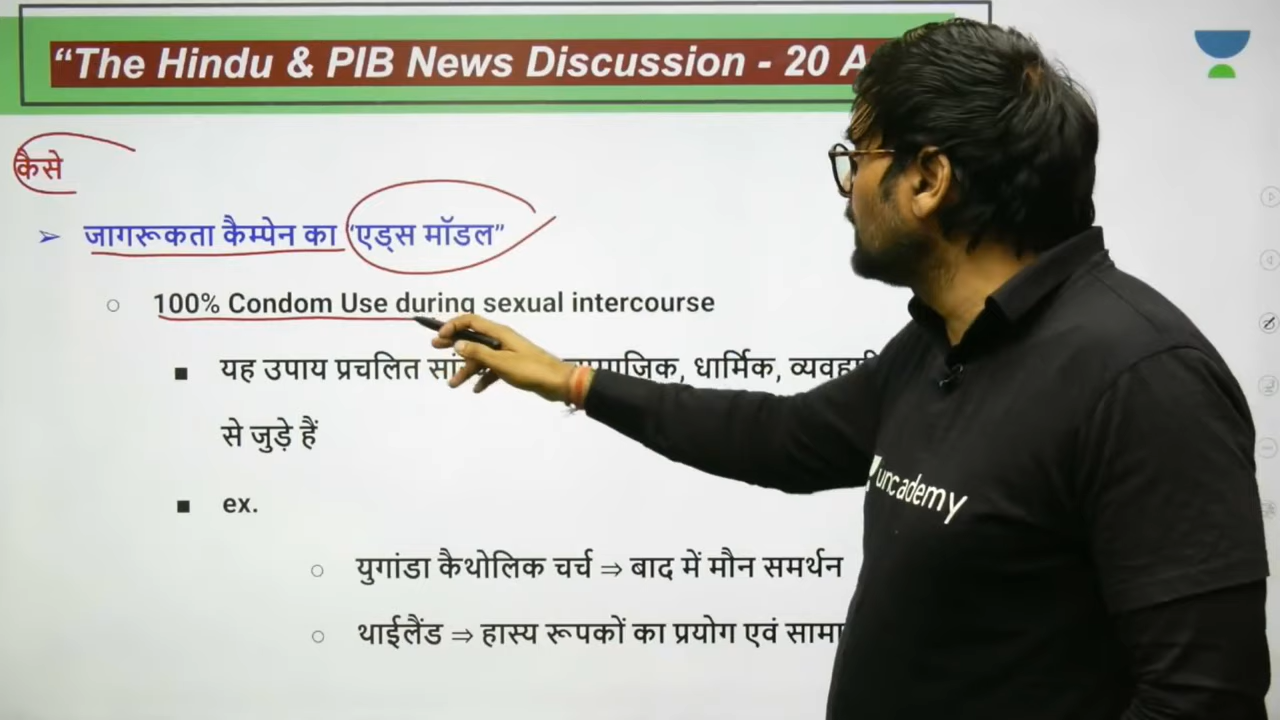 “The Hindu & PIB News Discussion - 20
कैसे
➢ जागरूकता कैम्पेन का “एड्स मॉडल”
○ 100% Condom Use during sexual intercourse
■ यह उपाय प्रचलित धार्मिक,
से जुड़े हैं
■ ex.
○ युगांडा कैथोलिक चर्च ⇒ बाद में मौन समर्थन
○ थाईलैंड ⇒ हास्य रूपकों का प्रयोग एवं
unacademy